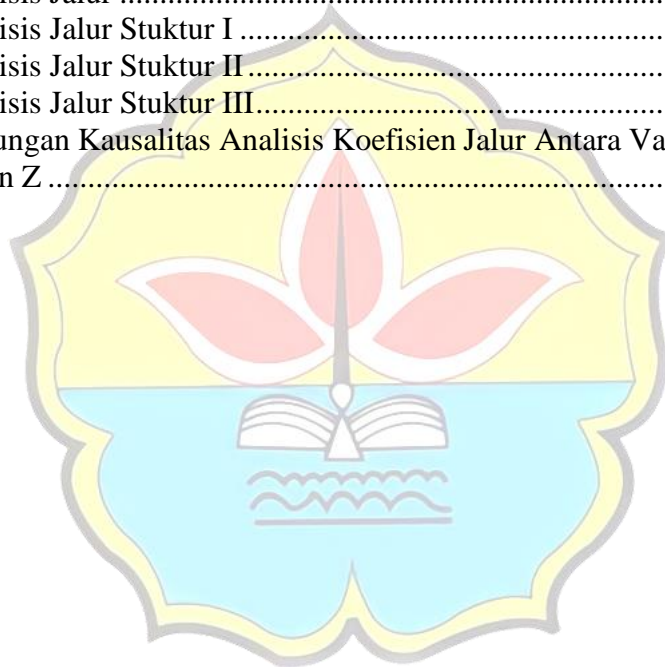 isis Jalur ........................................................................
isis Jalur Stuktur I ........................................................
isis Jalur Stuktur II .......................................................
isis Jalur Stuktur III......................................................
ungan Kausalitas Analisis Koefisien Jalur Antara Va
n Z ..................................................................................